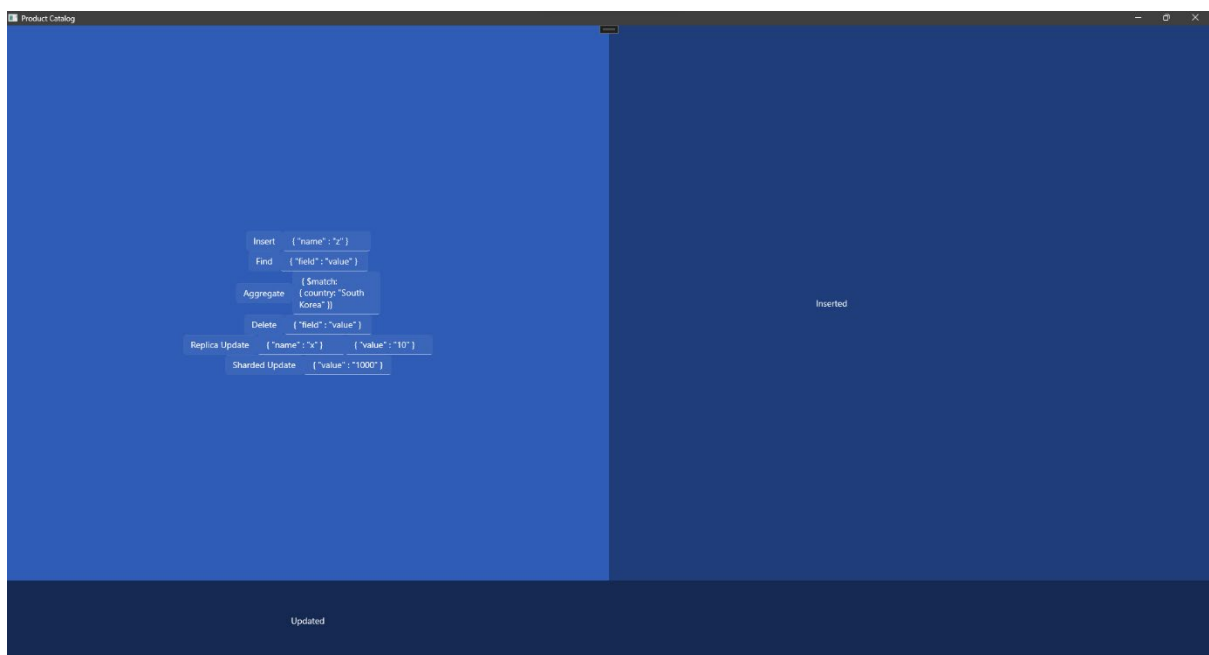 Product Catalog
Insert { "name" : "z" }
Find { "field" : "value" }
Aggregate { $match:
{ country: "South
Korea" }}
Delete { "field" : "value" }
Replica Update { "name" : "x" } { "value" : "10" }
Sharded Update { "value" : "1000" }
Inserted
Updated